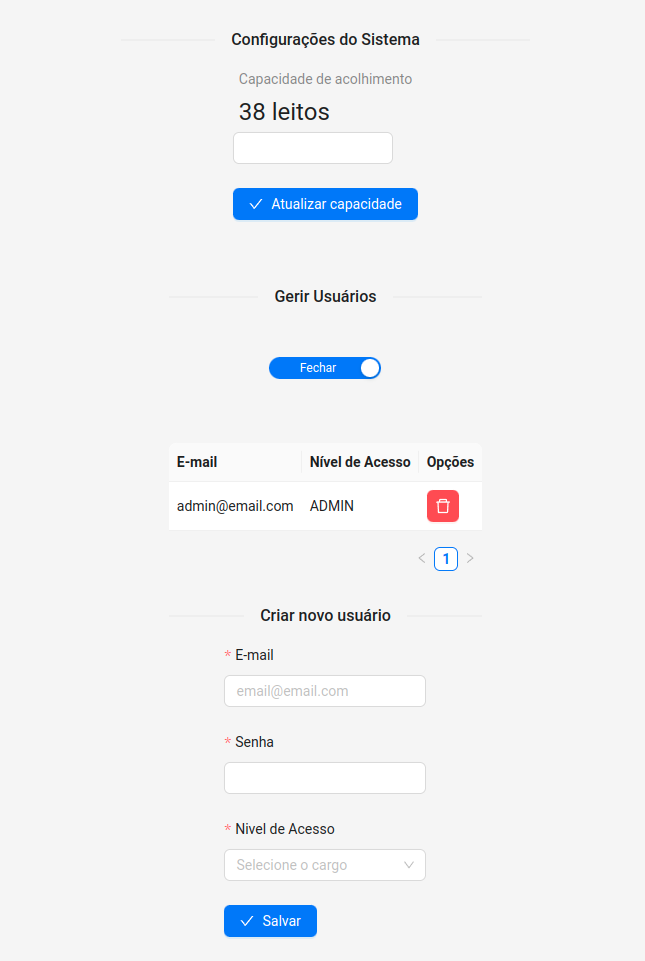 Configurações do Sistema
Capacidade de acolhimento
38 leitos
Atualizar capacidade
Gerir Usuários
Fechar
E-mail Nível de Acesso Opções
admin@email.com ADMIN
1
Criar novo usuário
* E-mail
email@email.com
* Senha
* Nivel de Acesso
Selecione o cargo
Salvar